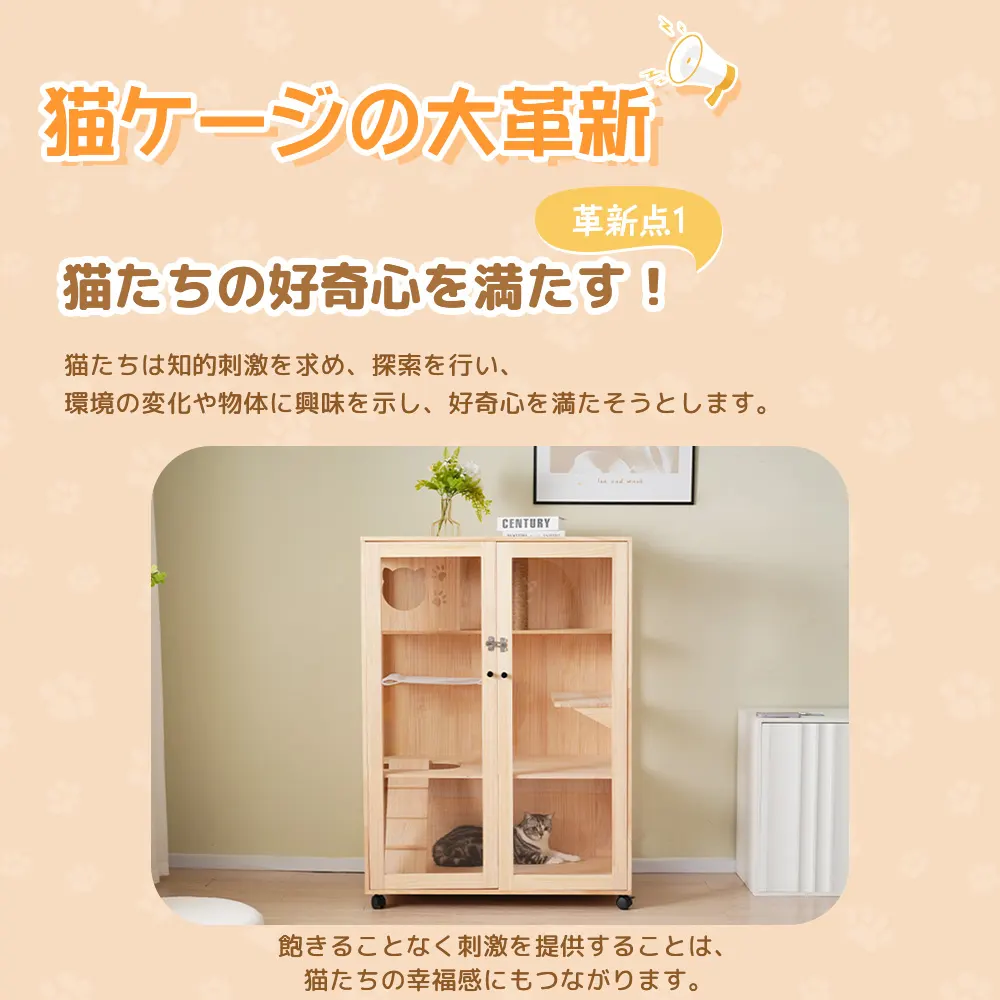 猫ケージの大革新
革新点1
猫たちの好奇心を満たす！
猫たちは知的刺激を求め、探索を行い、
環境の変化や物体に興味を示し、好奇心を満たそうとします。
CENTURY
飽きることなく刺激を提供することは、
猫たちの幸福感にもつながります。